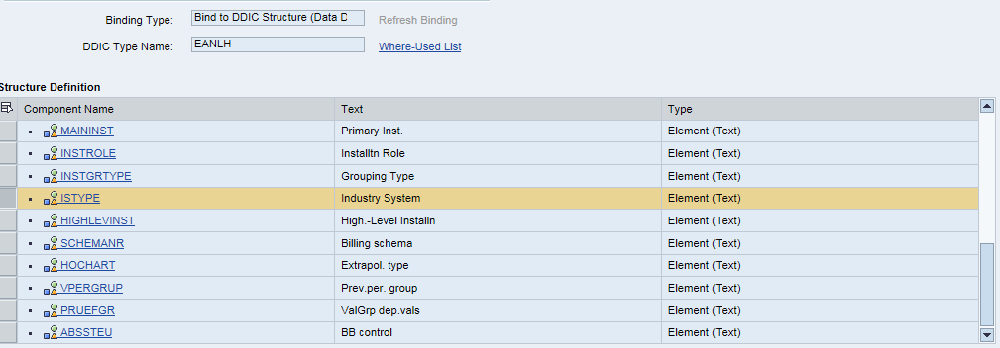 Binding Type: Bind to DDIC Structure (Data D Refresh Binding
DDIC Type Name: EANLH Where-Used List
Structure Definition
Component Name Text Type
MAININST Primary Inst. Element (Text)
INSTROLE Installtn Role Element (Text)
INSTGRTYPE Grouping Type Element (Text)
ISTYPE Industry System Element (Text)
HIGHLEVINST High.-Level Installn Element (Text)
SCHEMANR Billing schema Element (Text)
HOCHART Extrapol. type Element (Text)
VPERGRUP Prev.per. group Element (Text)
PRUEFGR ValGrp dep.vals Element (Text)
ABSSTEU BB control Element (Text)